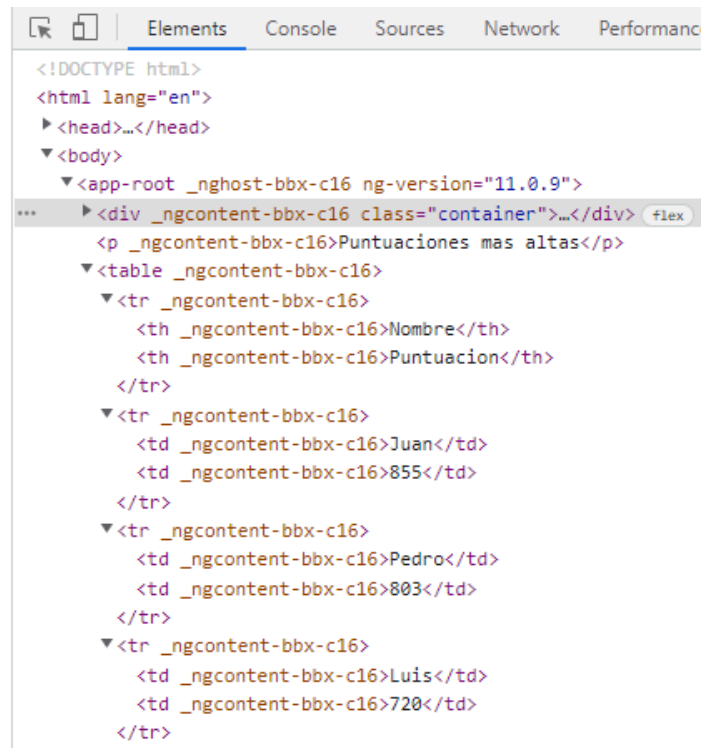 Elements Console Sources Network Performanc
<!DOCTYPE html>
<html lang="en">
<head>…</head>
<body>
<app-root _nghost-bbx-c16 ng-version="11.0.9">
<div _ngcontent-bbx-c16 class="container">…</div> flex
<p _ngcontent-bbx-c16>Puntuaciones mas altas</p>
<table _ngcontent-bbx-c16>
<tr _ngcontent-bbx-c16>
<th _ngcontent-bbx-c16>Nombre</th>
<th _ngcontent-bbx-c16>Puntuacion</th>
</tr>
<tr _ngcontent-bbx-c16>
<td _ngcontent-bbx-c16>Juan</td>
<td _ngcontent-bbx-c16>855</td>
</tr>
<tr _ngcontent-bbx-c16>
<td _ngcontent-bbx-c16>Pedro</td>
<td _ngcontent-bbx-c16>803</td>
</tr>
<tr _ngcontent-bbx-c16>
<td _ngcontent-bbx-c16>Luis</td>
<td _ngcontent-bbx-c16>720</td>
</tr>